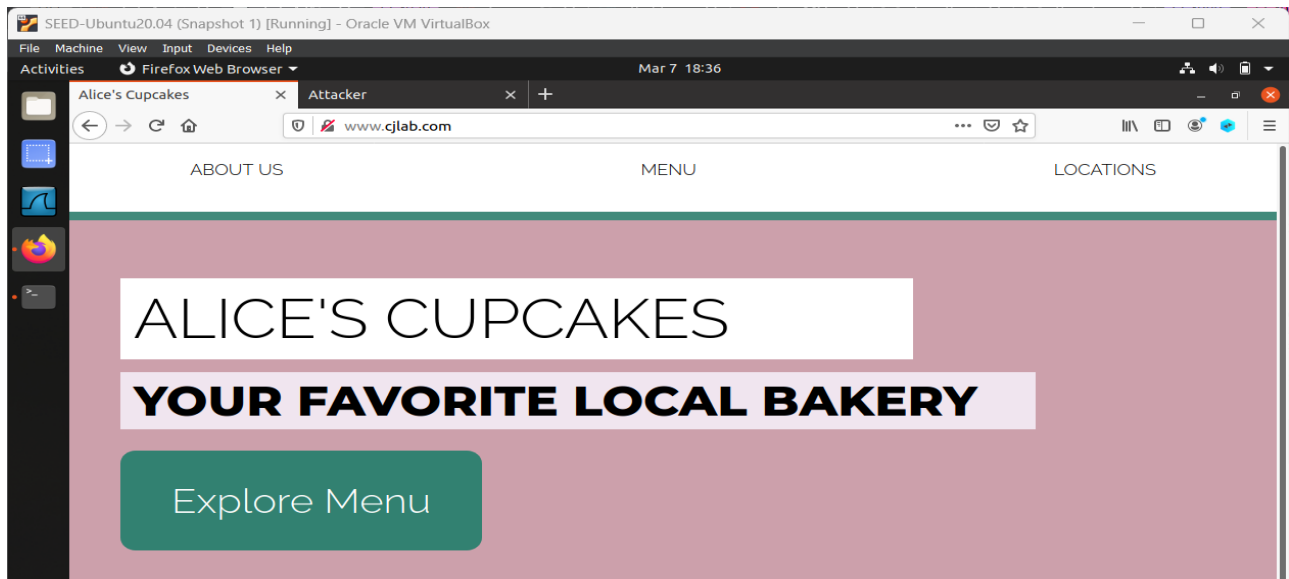 SEED-Ubuntu20.04 (Snapshot 1) [Running] - Oracle VM VirtualBox
File Machine View Input Devices Help
Activities Firefox Web Browser Mar 7 18:36
Alice's Cupcakes Attacker
www.cjlab.com
ABOUT US MENU LOCATIONS
ALICE'S CUPCAKES
YOUR FAVORITE LOCAL BAKERY
Explore Menu